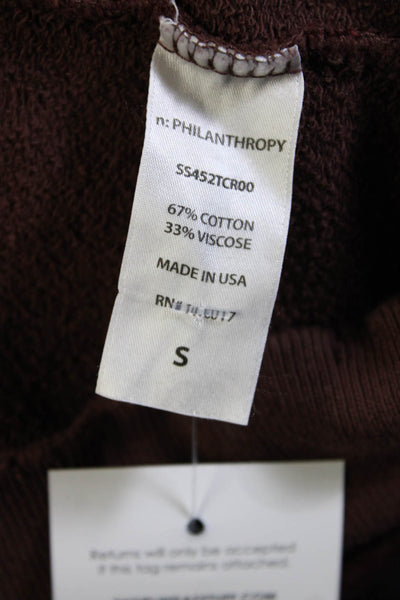 n: PHILANTHROPY
SS452TCR00
67% COTTON
33% VISCOSE
MADE IN USA
RN#
S
Returns will only be accepted
if this tag remains attached.